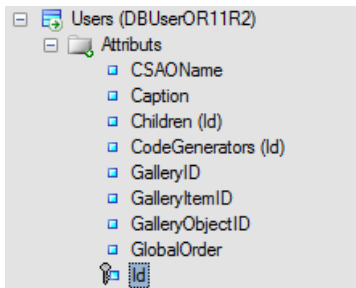 Users (DBUserOR11R2)
Attributs
CSAOName
Caption
Children (Id)
CodeGenerators (Id)
GalleryID
GalleryItemID
GalleryObjectID
GlobalOrder
Id